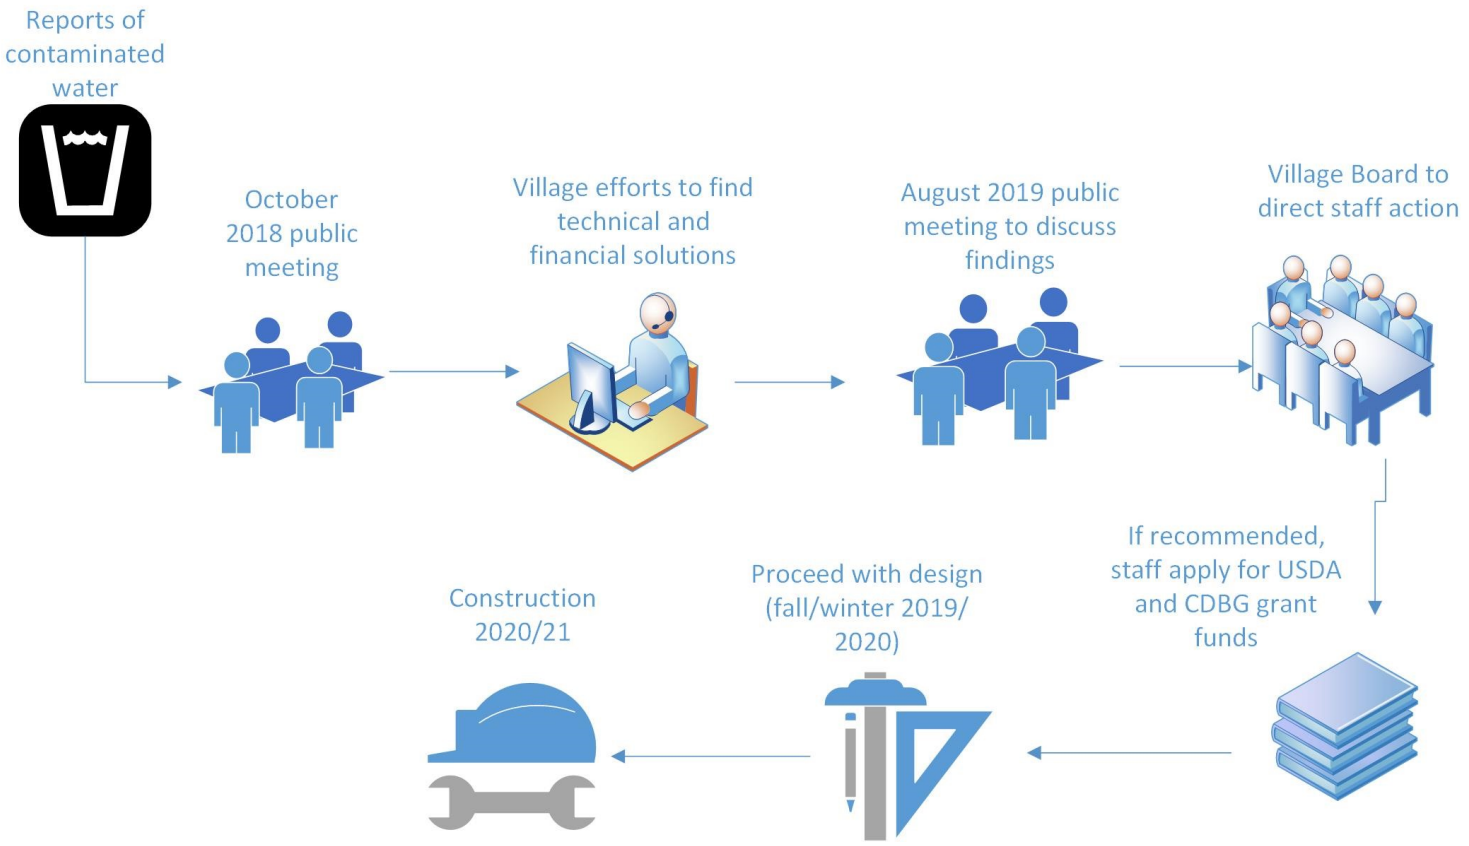 Reports of
contaminated
water
October
2018 public
meeting
Village efforts to find
technical and
financial solutions
August 2019 public
meeting to discuss
findings
Village Board to
direct staff action
If recommended,
staff apply for USDA
and CDBG grant
funds
Proceed with design
(fall/winter 2019/
2020)
Construction
2020/21